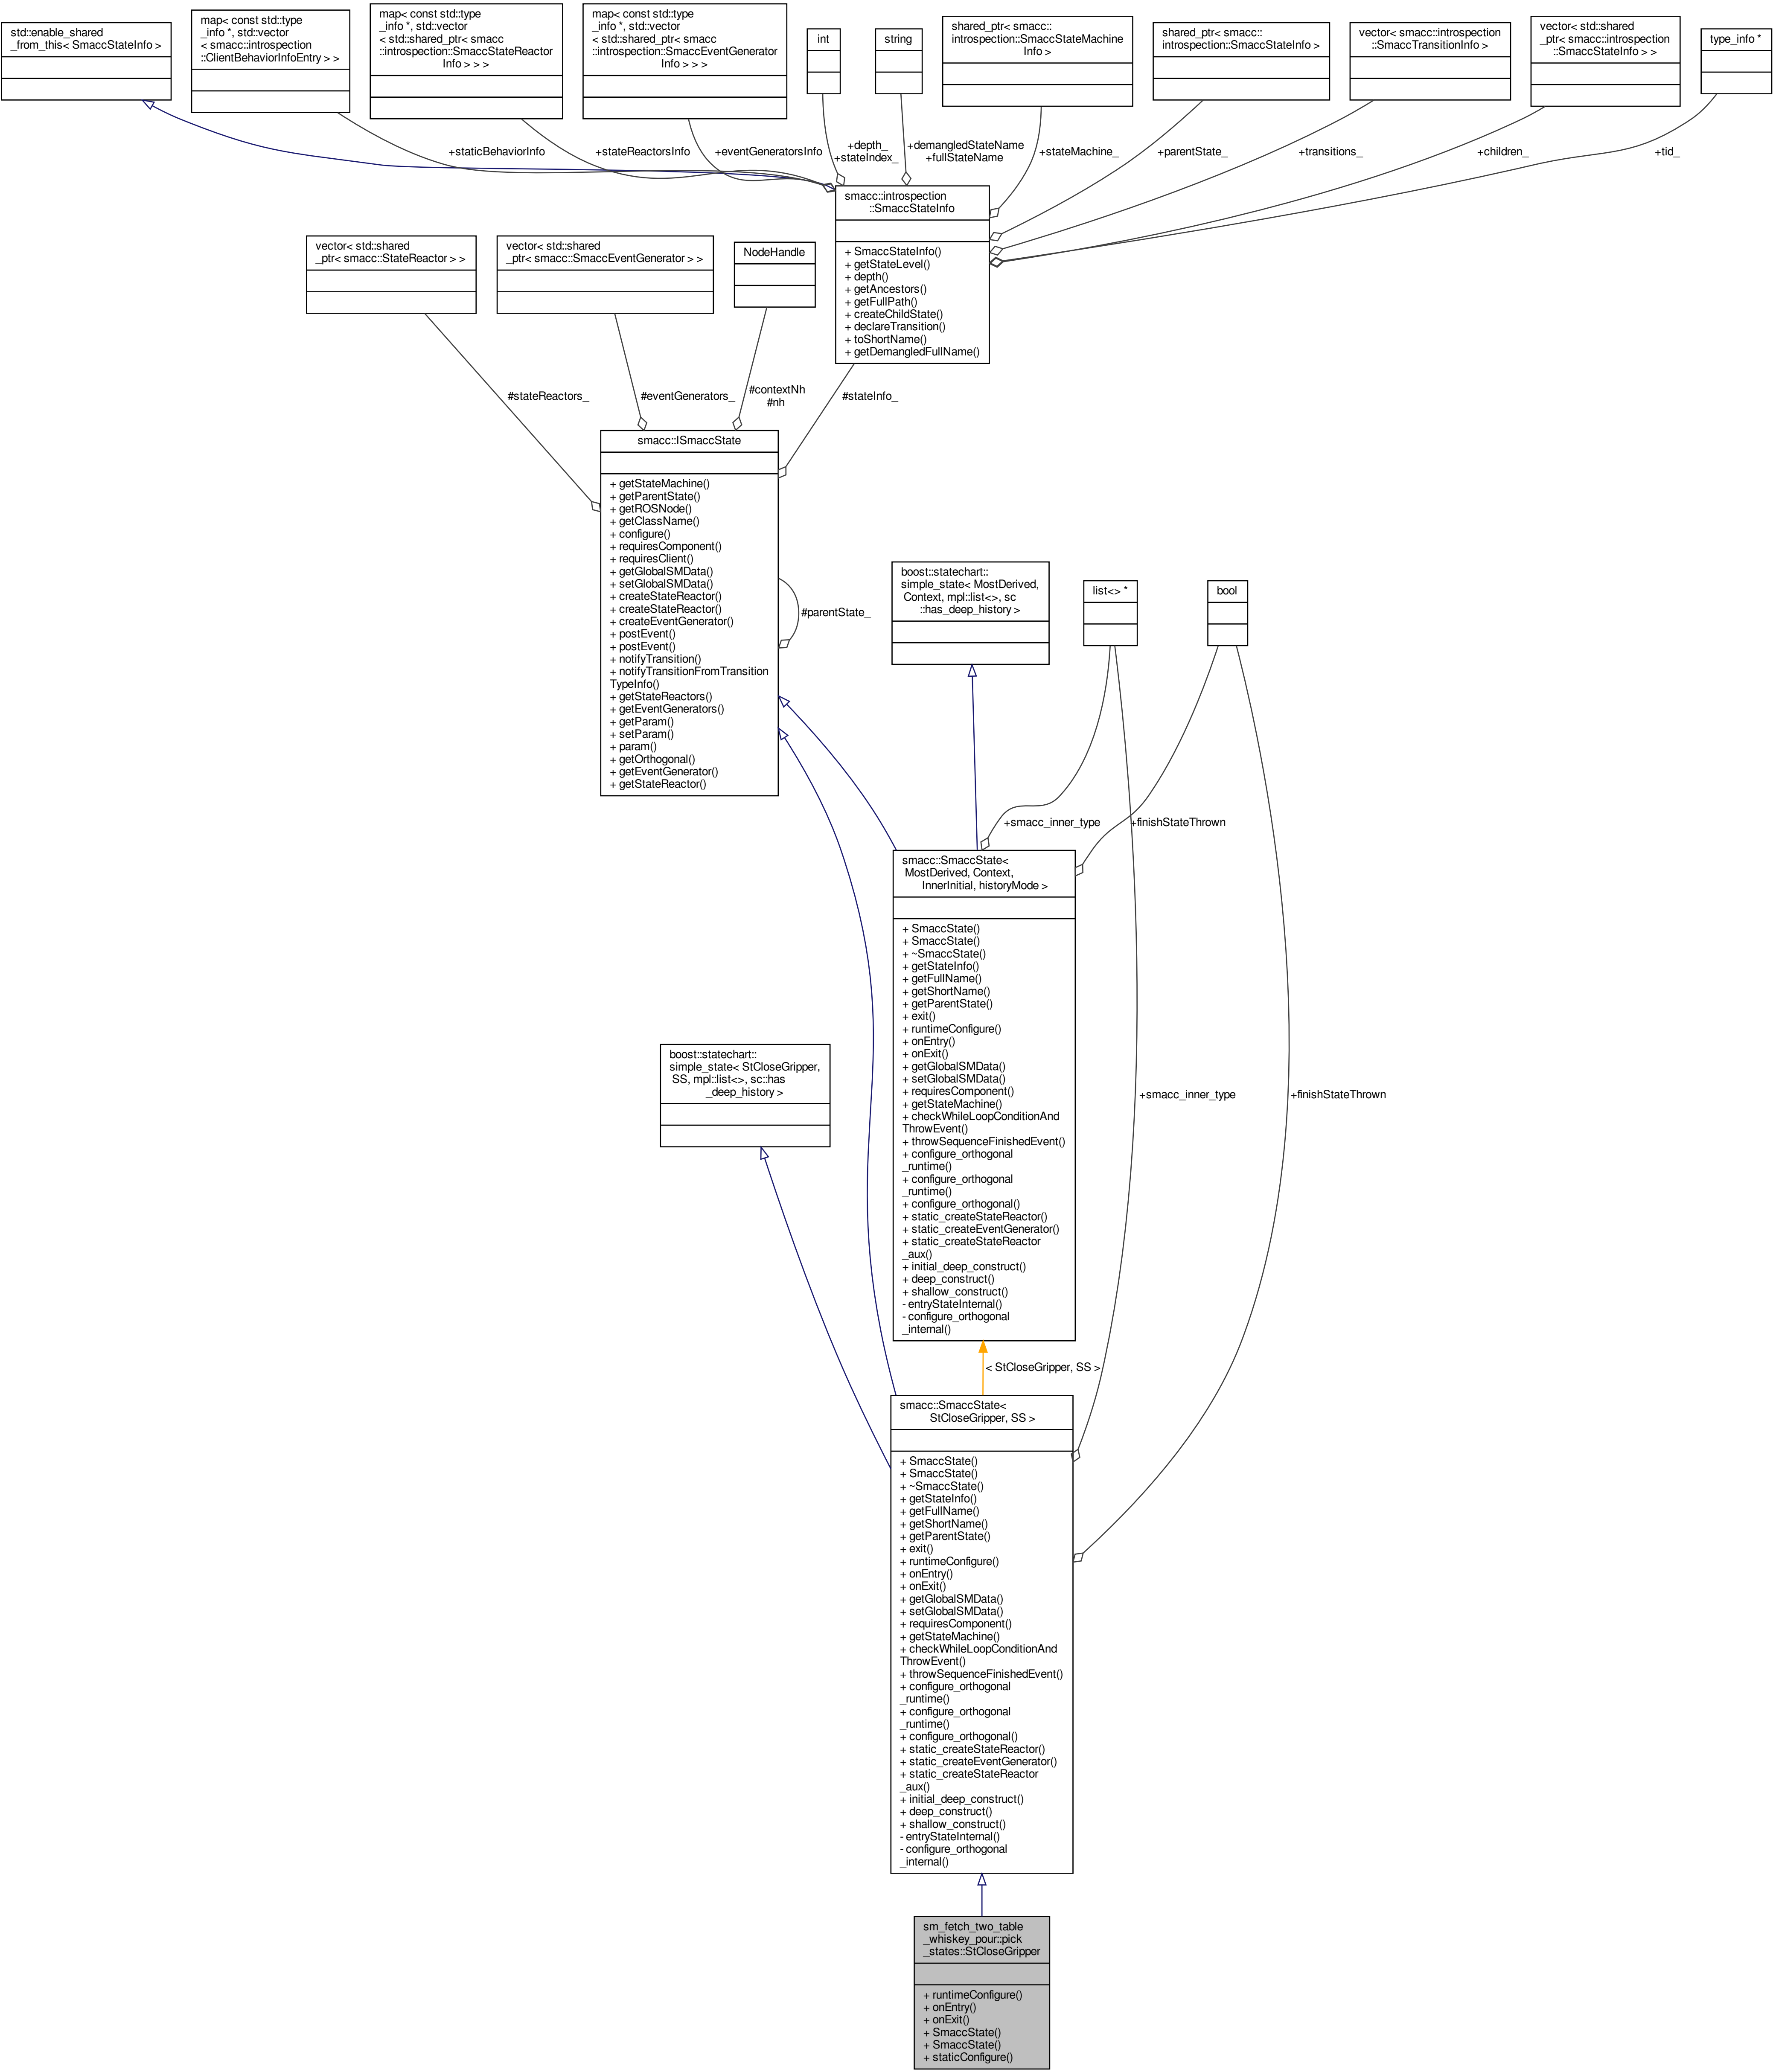 std::enable_shared
_from_this< SmaccStateInfo >
map< const std::type
_info *, std::vector
< smacc::introspection
::ClientBehaviorInfoEntry > >
map< const std::type
_info *, std::vector
< std::shared_ptr< smacc
::introspection::SmaccStateReactor
Info > > >
map< const std::type
_info *, std::vector
< std::shared_ptr< smacc
::introspection::SmaccEventGenerator
Info > > >
int
string
shared_ptr< smacc::
introspection::SmaccStateMachine
Info >
shared_ptr< smacc::
introspection::SmaccStateInfo >
vector< smacc::introspection
::SmaccTransitionInfo >
vector< std::shared
_ptr< smacc::introspection
::SmaccStateInfo > >
type_info *
+staticBehaviorInfo
+stateReactorsInfo
+eventGeneratorsInfo
+depth_
+stateIndex_
+demangledStateName
+fullStateName
+stateMachine_
+parentState_
+transitions_
+children_
+tid_
smacc::introspection
::SmaccStateInfo
+ SmaccStateInfo()
+ getStateLevel()
+ depth()
+ getAncestors()
+ getFullPath()
+ createChildState()
+ declareTransition()
+ toShortName()
+ getDemangledFullName()
vector< std::shared
_ptr< smacc::StateReactor > >
vector< std::shared
_ptr< smacc::SmaccEventGenerator > >
NodeHandle
#stateReactors_
#eventGenerators_
#contextNh
#nh
#stateInfo_
smacc::ISmaccState
+ getStateMachine()
+ getParentState()
+ getROSNode()
+ getClassName()
+ configure()
+ requiresComponent()
+ requiresClient()
+ getGlobalSMData()
+ setGlobalSMData()
+ createStateReactor()
+ createStateReactor()
+ createEventGenerator()
+ postEvent()
+ postEvent()
+ notifyTransition()
+ notifyTransitionFromTransition
TypeInfo()
+ getStateReactors()
+ getEventGenerators()
+ getParam()
+ setParam()
+ param()
+ getOrthogonal()
+ getEventGenerator()
+ getStateReactor()
#parentState_
boost::statechart::
simple_state< MostDerived,
Context, mpl::list<>, sc
::has_deep_history >
list<> *
bool
+smacc_inner_type
+finishStateThrown
smacc::SmaccState<
MostDerived, Context,
InnerInitial, historyMode >
+ SmaccState()
+ SmaccState()
+ ~SmaccState()
+ getStateInfo()
+ getFullName()
+ getShortName()
+ getParentState()
+ exit()
+ runtimeConfigure()
+ onEntry()
+ onExit()
+ getGlobalSMData()
+ setGlobalSMData()
+ requiresComponent()
+ getStateMachine()
+ checkWhileLoopConditionAnd
ThrowEvent()
+ throwSequenceFinishedEvent()
+ configure_orthogonal
_runtime()
+ configure_orthogonal
_runtime()
+ configure_orthogonal()
+ static_createStateReactor()
+ static_createEventGenerator()
+ static_createStateReactor
_aux()
+ initial_deep_construct()
+ deep_construct()
+ shallow_construct()
- entryStateInternal()
- configure_orthogonal
_internal()
boost::statechart::
simple_state< StCloseGripper,
SS, mpl::list<>, sc::has
_deep_history >
+smacc_inner_type
+finishStateThrown
< StCloseGripper, SS >
smacc::SmaccState<
StCloseGripper, SS >
+ SmaccState()
+ SmaccState()
+ ~SmaccState()
+ getStateInfo()
+ getFullName()
+ getShortName()
+ getParentState()
+ exit()
+ runtimeConfigure()
+ onEntry()
+ onExit()
+ getGlobalSMData()
+ setGlobalSMData()
+ requiresComponent()
+ getStateMachine()
+ checkWhileLoopConditionAnd
ThrowEvent()
+ throwSequenceFinishedEvent()
+ configure_orthogonal
_runtime()
+ configure_orthogonal
_runtime()
+ configure_orthogonal()
+ static_createStateReactor()
+ static_createEventGenerator()
+ static_createStateReactor
_aux()
+ initial_deep_construct()
+ deep_construct()
+ shallow_construct()
- entryStateInternal()
- configure_orthogonal
_internal()
sm_fetch_two_table
_whiskey_pour::pick
_states::StCloseGripper
+ runtimeConfigure()
+ onEntry()
+ onExit()
+ SmaccState()
+ SmaccState()
+ staticConfigure()